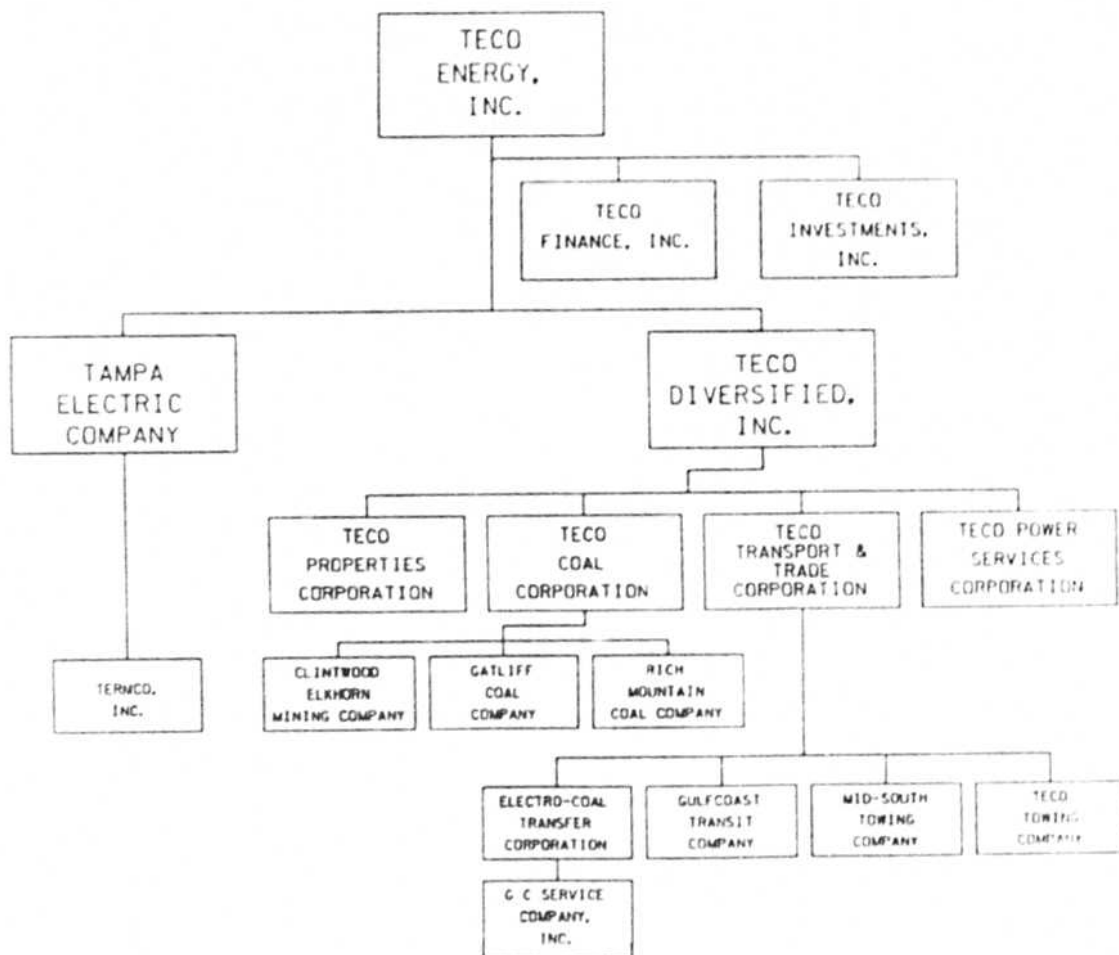 TECO
ENERGY,
INC.
TECO
FINANCE, INC.
TECO
INVESTMENTS,
INC.
TAMPA
ELECTRIC
COMPANY
TECO
DIVERSIFIED,
INC.
TECO
PROPERTIES
CORPORATION
TECO
COAL
CORPORATION
TECO
TRANSPORT &
TRADE
CORPORATION
TECO POWER
SERVICES
CORPORATION
TERMCO,
INC.
CLINTWOOD
ELKHORN
MINING COMPANY
GATLIFF
COAL
COMPANY
RICH
MOUNTAIN
COAL COMPANY
ELECTRO-COAL
TRANSFER
CORPORATION
GULFCOAST
TRANSIT
COMPANY
MID-SOUTH
TOWING
COMPANY
TECO
TOWING
COMPANY
G C SERVICE
COMPANY,
INC.